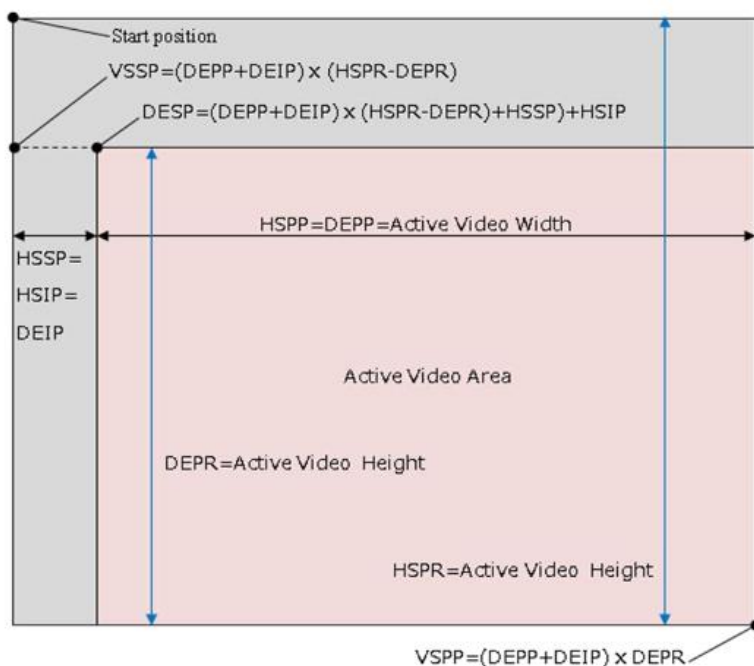 Start position
VSSP=(DEPP+DEIP) x (HSPR-DEPR)
DESP=(DEPP+DEIP) x (HSPR-DEPR)+HSSP)+HSIP
HSPP=DEPP=Active Video Width
HSSP=
HSIP=
DEIP
Active Video Area
DEPR=Active Video Height
HSPR=Active Video Height
VSPP=(DEPP+DEIP) x DEPR